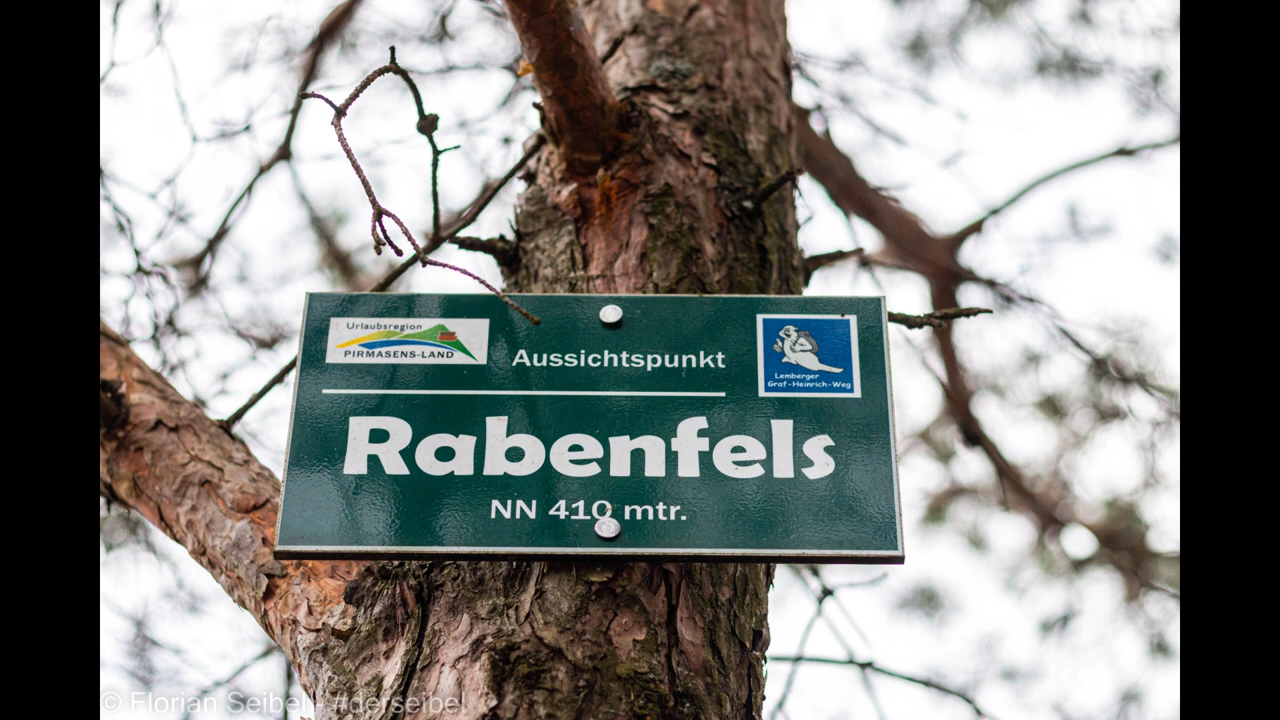 Urlaubsregion
PIRMASENS-LAND
Aussichtspunkt
Lemberger
Graf-Heinrich-Weg
Rabenfels
NN 410 mtr.
© Florian Seibel - #derseibel